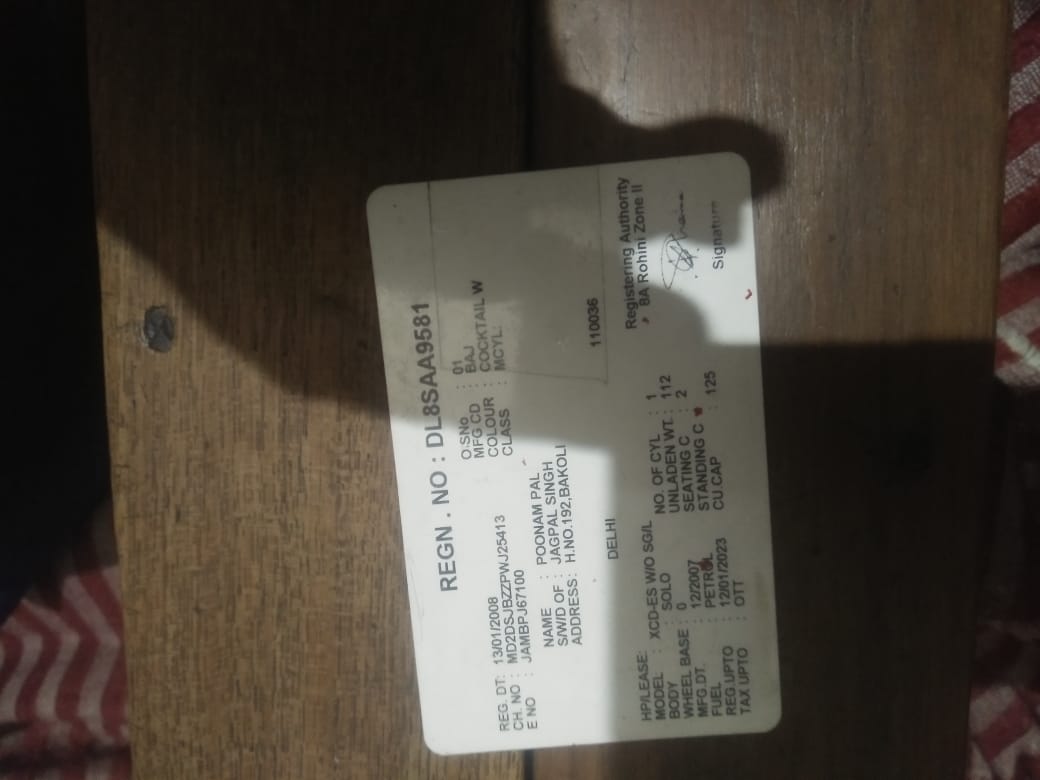 REGN . NO : DL8SAA9581
REG. DT: 13/01/2008 O.SNo : 01
CH. NO : MD2DSJBZZPWJ25413 MFG CD : BAJ
E NO : JAMBPJ67100 COLOUR : COCKTAIL W
CLASS : MCYL:
NAME : POONAM PAL
S/W/D OF : JAGPAL SINGH
ADDRESS : H.NO.192,BAKOLI
DELHI 110036
HP/LEASE:
MODEL : XCD-ES W/O SG/L NO. OF CYL : 1
BODY : SOLO UNLADEN WT. : 112
WHEEL BASE : 0 SEATING C : 2
MFG.DT. : 12/2007 STANDING C
FUEL : PETROL CU.CAP : 125
REG.UPTO : 12/01/2023
TAX UPTO : OTT
Registering Authority
8A Rohini Zone II
Signature